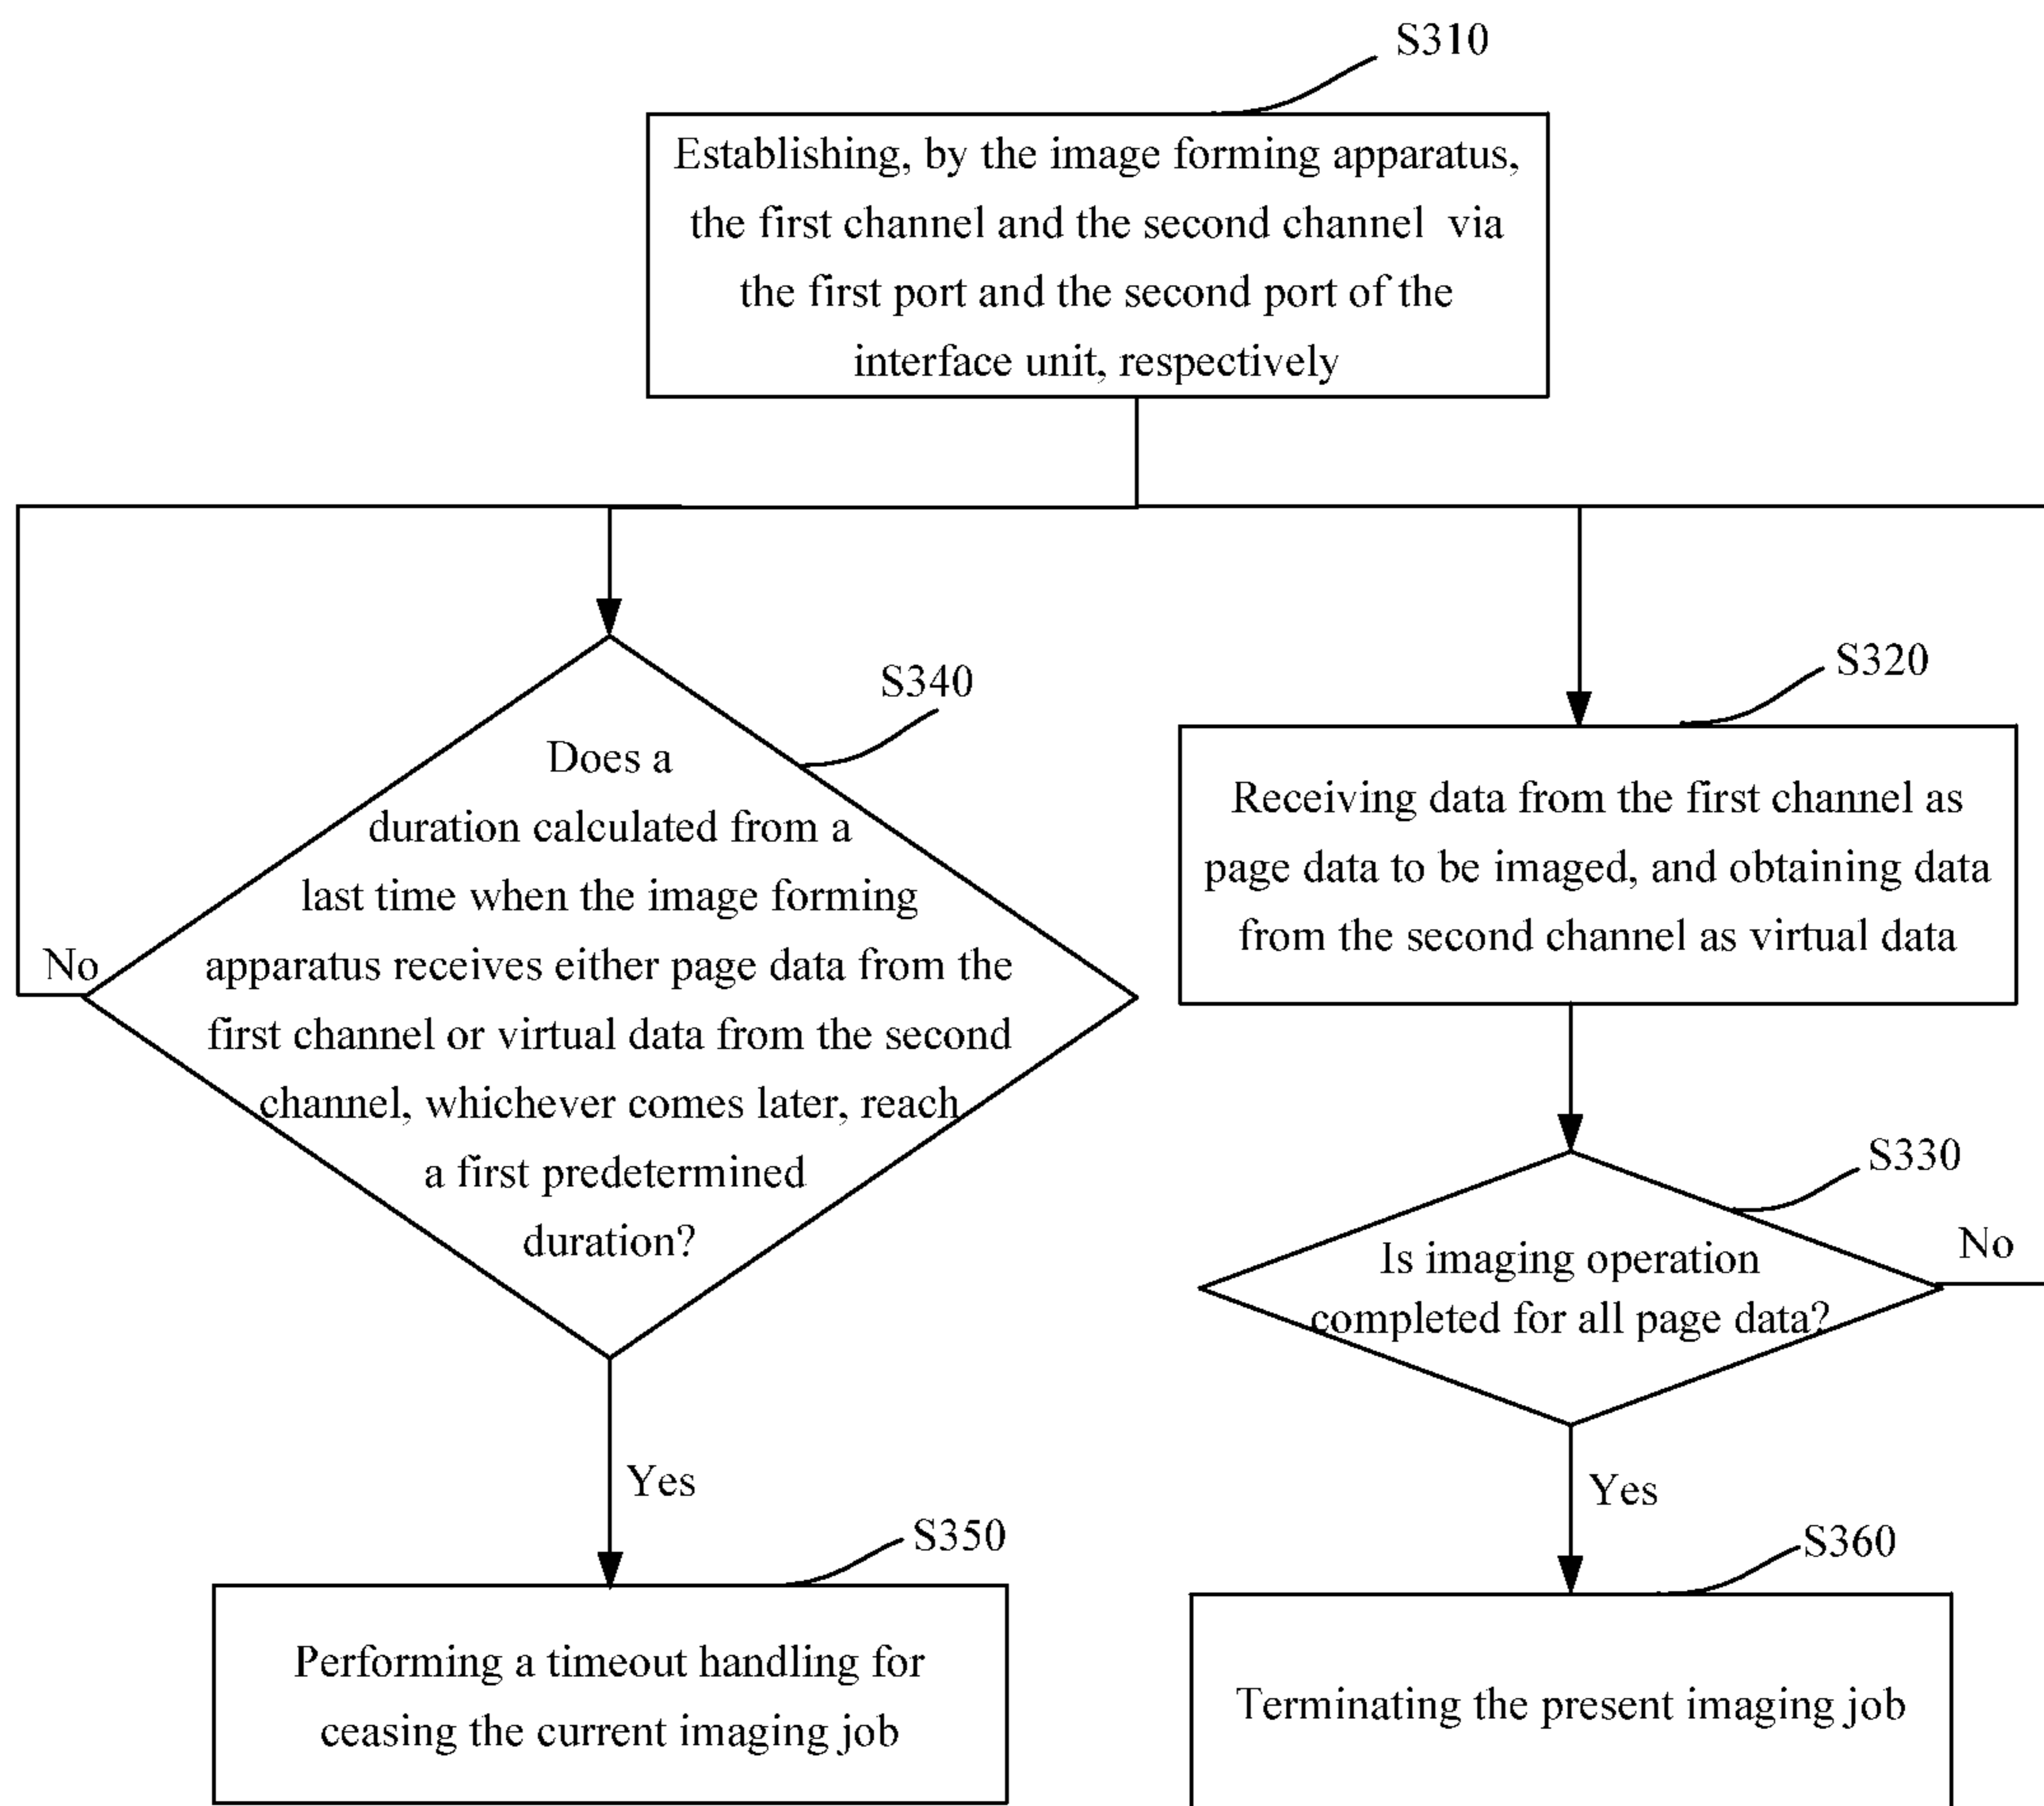 S310
Establishing, by the image forming apparatus,
the first channel and the second channel via
the first port and the second port of the
interface unit, respectively
S340
Does a
duration calculated from a
last time when the image forming
apparatus receives either page data from the
first channel or virtual data from the second
channel, whichever comes later, reach
a first predetermined
duration?
No
Yes
S350
Performing a timeout handling for
ceasing the current imaging job
S320
Receiving data from the first channel as
page data to be imaged, and obtaining data
from the second channel as virtual data
S330
Is imaging operation
completed for all page data?
No
Yes
S360
Terminating the present imaging job